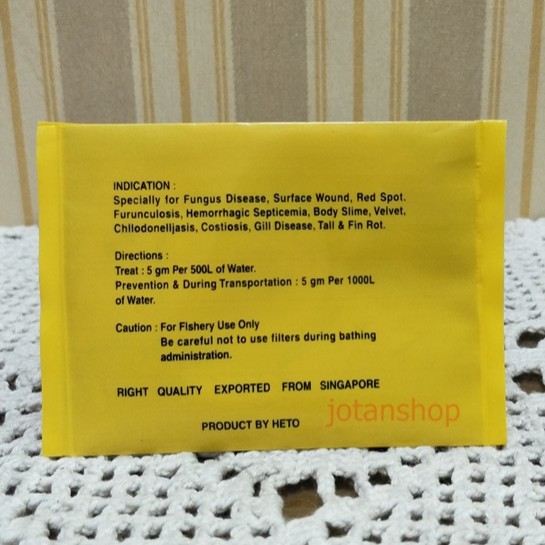 INDICATION :
Specially for Fungus Disease, Surface Wound, Red Spot.
Furunculosis, Hemorrhagic Septicemia, Body Slime, Velvet,
Chllodonelljasis, Costiosis, Gill Disease, Tall & Fin Rot.
Directions :
Treat : 5 gm Per 500L of Water.
Prevention & During Transportation : 5 gm Per 1000L
of Water.
Caution : For FIshery Use Only
Be careful not to use filters during bathing
administration.
RIGHT QUALITY EXPORTED FROM SINGAPORE
jotanshop
PRODUCT BY HETO